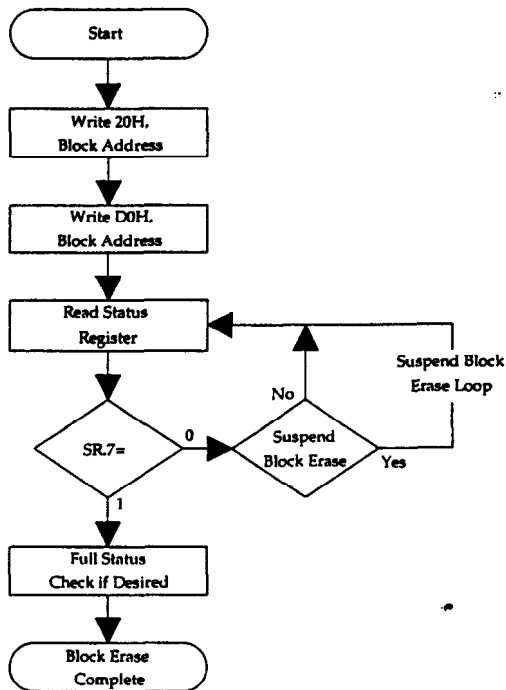 Start
Write 20H,
Block Address
Write D0H,
Block Address
Read Status
Register
Suspend Block
Erase Loop
No
SR.7=
0
Suspend
Block Erase
Yes
1
Full Status
Check if Desired
Block Erase
Complete